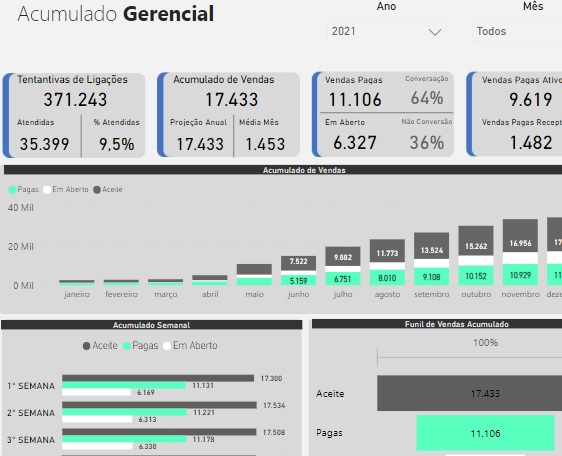 Acumulado Gerencial
Ano
Mês
2021
Todos
Tentantivas de Ligações
371.243
Atendidas
% Atendidas
35.399
9,5%
Acumulado de Vendas
17.433
Projeção Anual
Média Mês
17.433
1.453
Vendas Pagas
Conversação
11.106
64%
Em Aberto
Não Conversão
6.327
36%
Vendas Pagas Ativo
9.619
Vendas Pagas Recept
1.482
Acumulado de Vendas
Pagas Em Aberto Aceite
40 Mil
20 Mil
0 Mil
7.522
9.882
11.773
13.524
15.262
16.956
17
5.159
6.751
8.010
9.108
10.152
10.929
11
janeiro fevereiro março abril maio junho julho agosto setembro outubro novembro deze
Acumulado Semanal
Aceite Pagas Em Aberto
1° SEMANA
17.300
11.131
6.169
2° SEMANA
17.534
11.221
6.313
3° SEMANA
17.508
11.178
6.330
Funil de Vendas Acumulado
100%
Aceite
17.433
Pagas
11.106